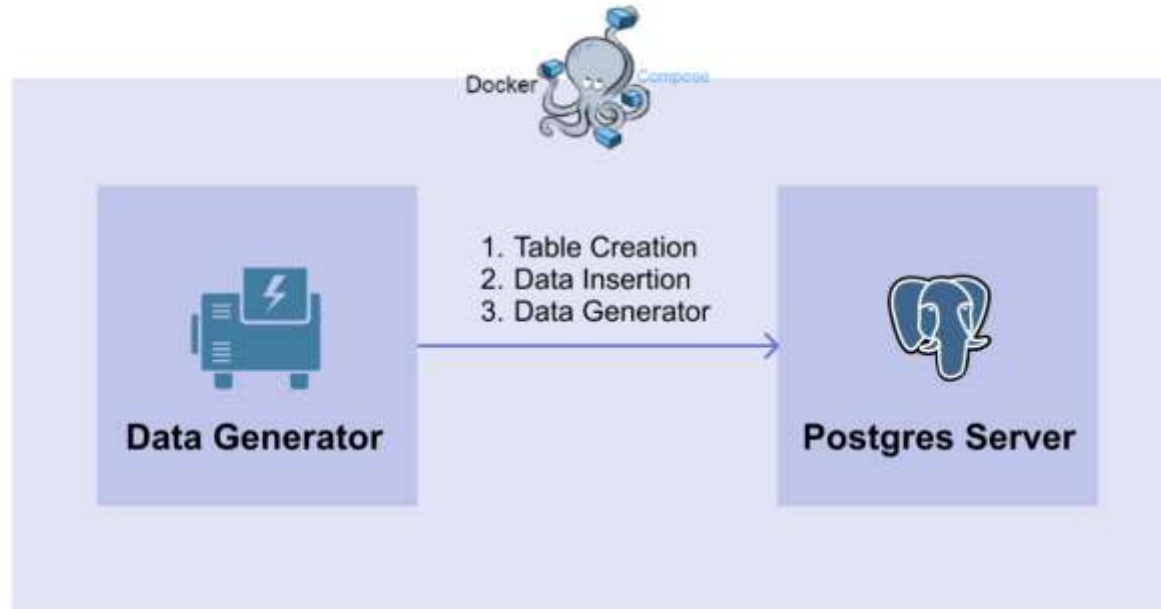 Docker
Compose
1. Table Creation
2. Data Insertion
3. Data Generator
Data Generator
Postgres Server